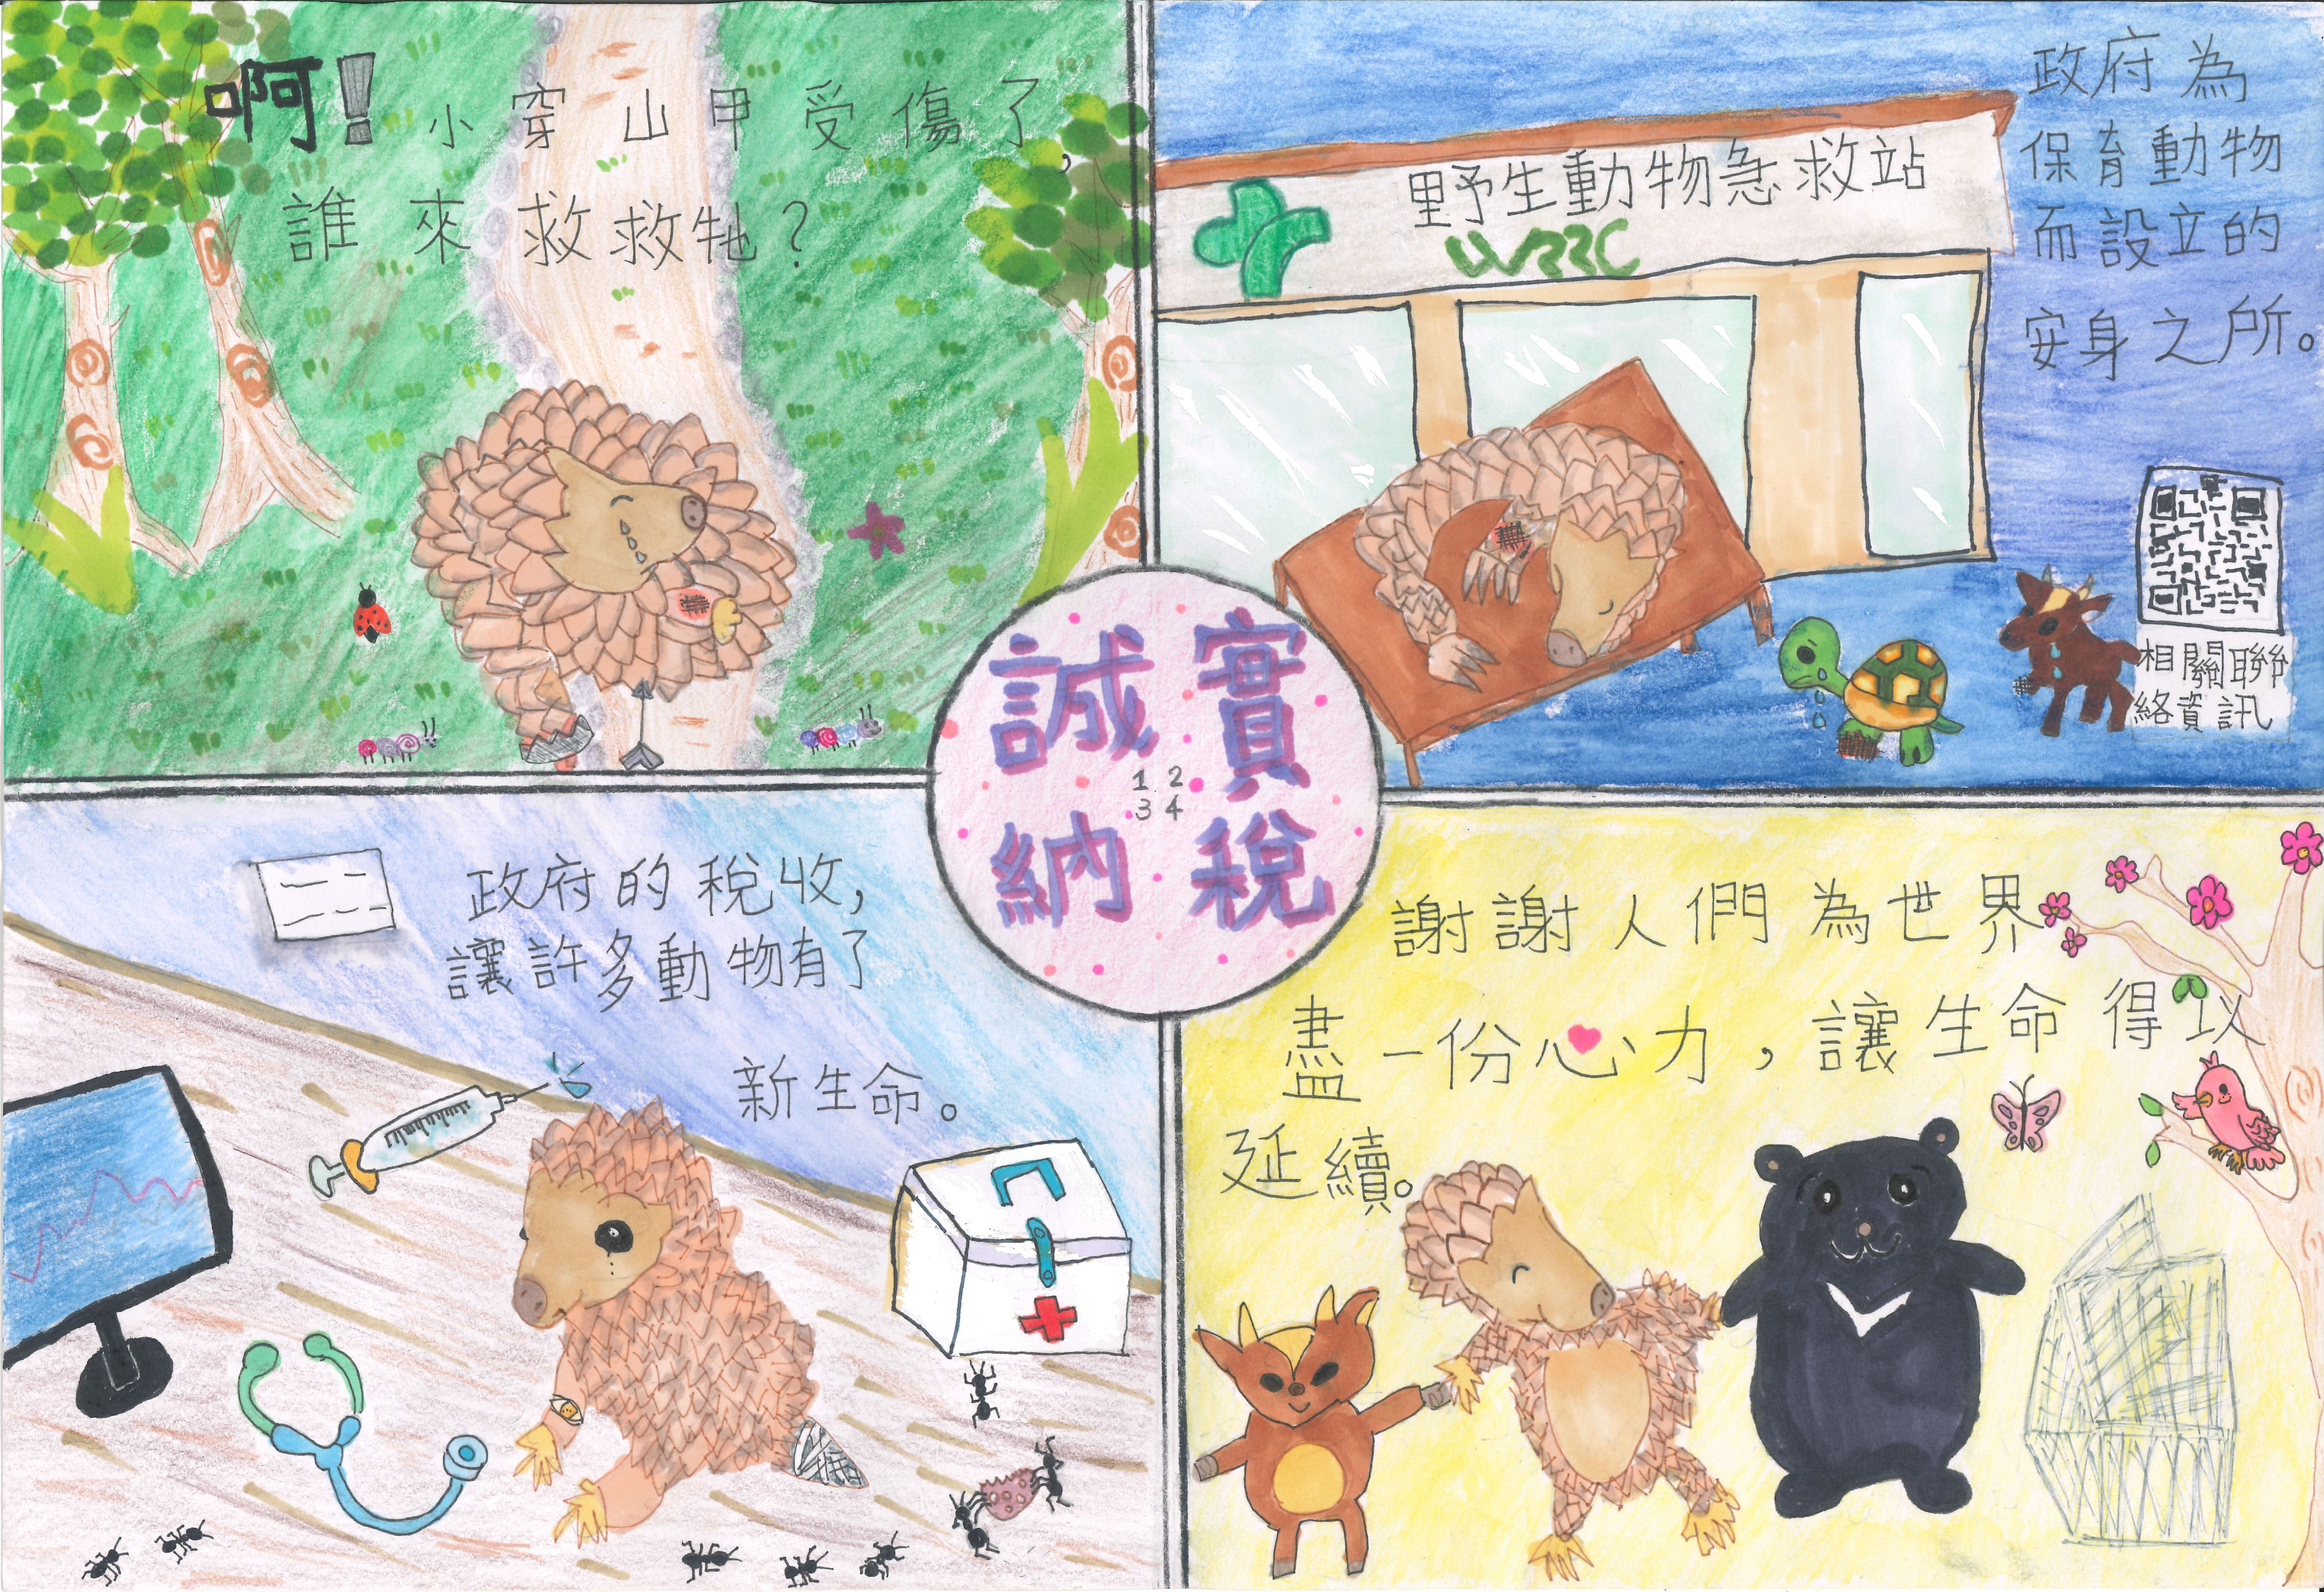 啊！小穿山甲受傷了，
誰來救救牠？
政府為
保育動物
而設立的
安身之所。
野生動物急救站
WRRC
相關聯
絡資訊
誠實
1 2
3 4
納稅
政府的稅收，
讓許多動物有了
新生命。
謝謝人們為世界
盡一份心力，讓生命得以
延續。